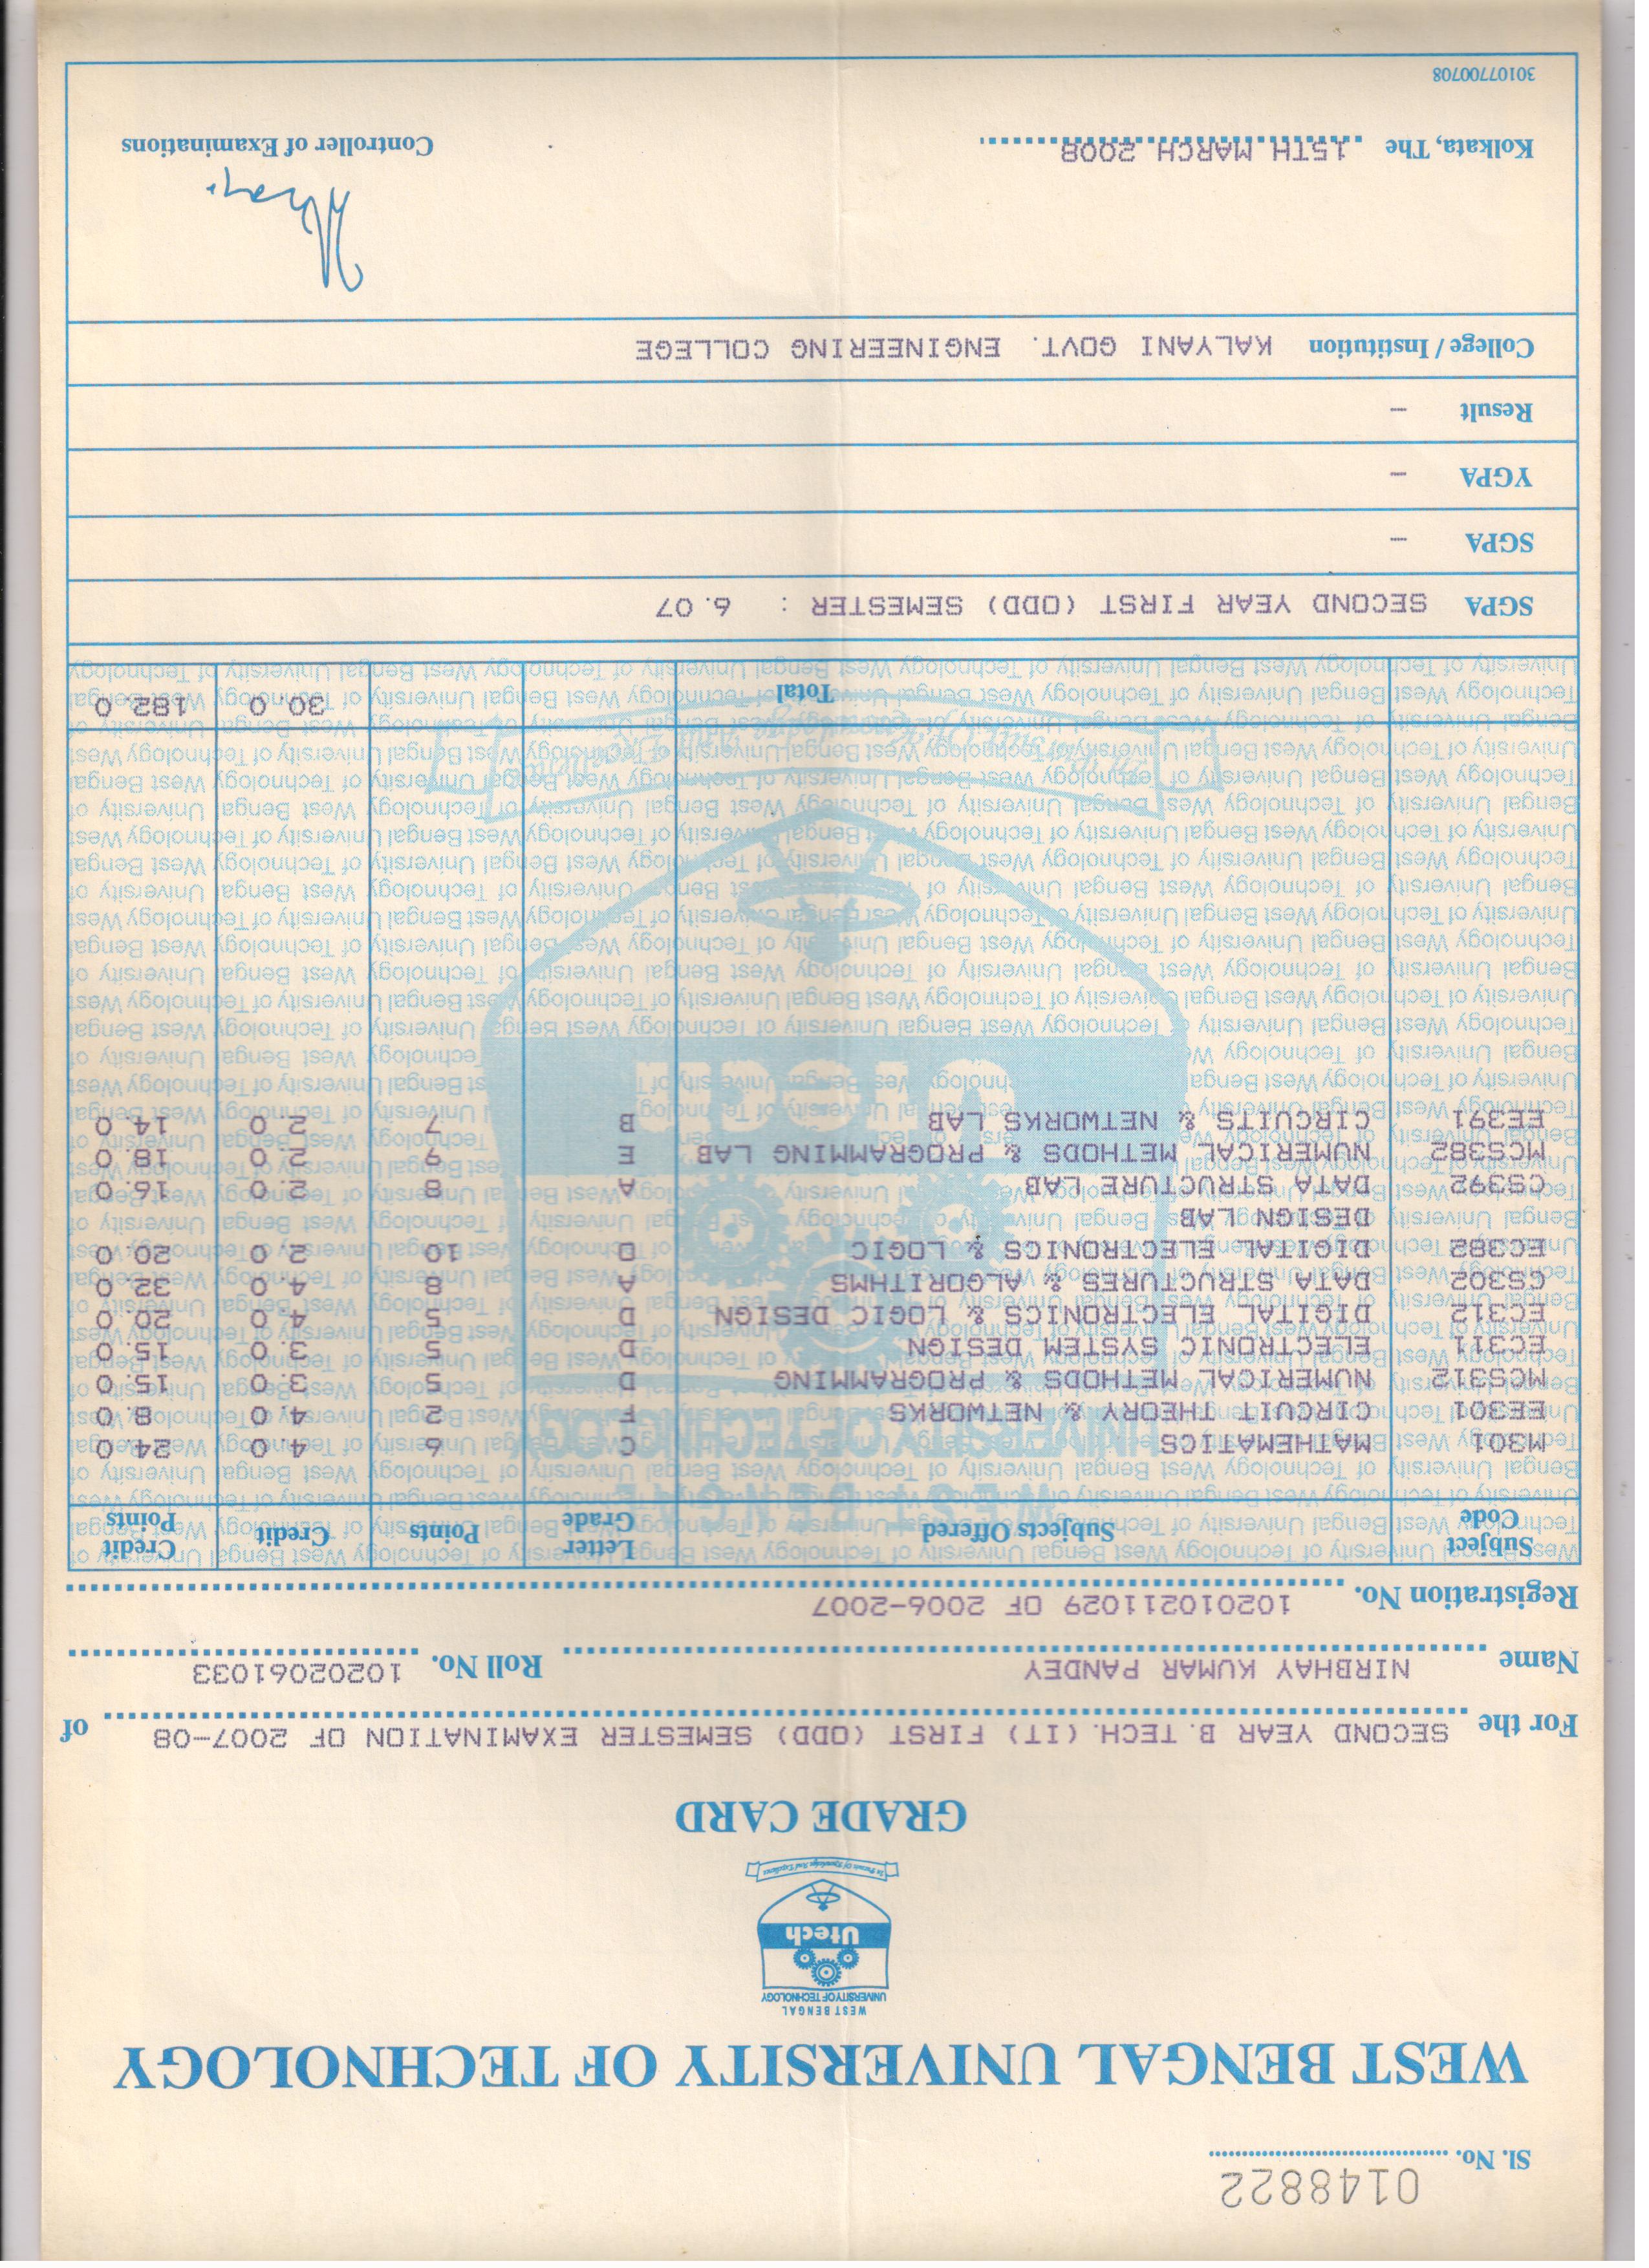 Sl. No. 0148822
WEST BENGAL UNIVERSITY OF TECHNOLOGY
WEST BENGAL
UNIVERSITY OF TECHNOLOGY
Utech
In Pursuit Of Knowledge And Excellence
GRADE CARD
For the SECOND YEAR B. TECH. (IT) FIRST (ODD) SEMESTER EXAMINATION OF 2007-08 of
Name NIRBHAY KUMAR PANDEY Roll No. 10202061033
Registration No. 10201021029 OF 2006-2007
Subject Code Subjects Offered Letter Grade Points Credit Credit Points
M301 MATHEMATICS C 6 4.0 24.0
EE301 CIRCUIT THEORY & NETWORKS F 2 4.0 8.0
MCS312 NUMERICAL METHODS & PROGRAMMING D 5 3.0 15.0
EC311 ELECTRONIC SYSTEM DESIGN D 5 3.0 15.0
EC312 DIGITAL ELECTRONICS & LOGIC DESIGN D 5 4.0 20.0
CS302 DATA STRUCTURES & ALGORITHMS A 8 4.0 32.0
EC382 DIGITAL ELECTRONICS & LOGIC O 10 2.0 20.0
DESIGN LAB
CS392 DATA STRUCTURE LAB A 8 2.0 16.0
MCS382 NUMERICAL METHODS & PROGRAMMING LAB E 9 2.0 18.0
EE391 CIRCUITS & NETWORKS LAB B 7 2.0 14.0
Total 30.0 182.0
SGPA SECOND YEAR FIRST (ODD) SEMESTER : 6.07
SGPA -
YGPA -
Result -
College / Institution KALYANI GOVT. ENGINEERING COLLEGE
Kolkata, The 15TH MARCH 2008 Controller of Examinations
30107700708